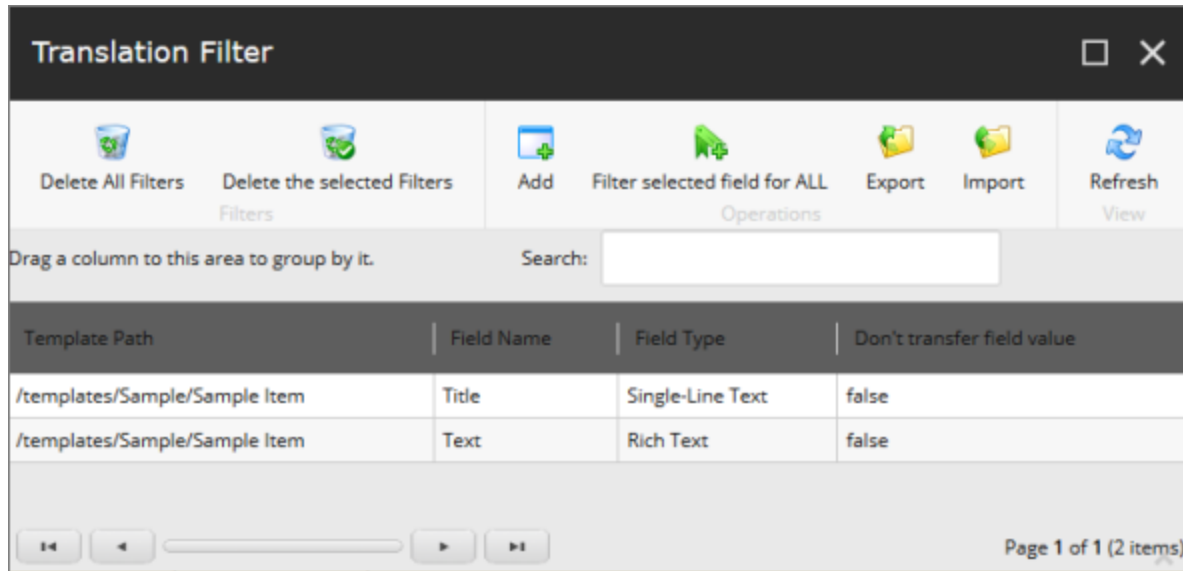 Translation Filter
Delete All Filters Delete the selected Filters Add Filter selected field for ALL Export Import Refresh
Filters Operations View
Drag a column to this area to group by it. Search:
Template Path Field Name Field Type Don't transfer field value
/templates/Sample/Sample Item Title Single-Line Text false
/templates/Sample/Sample Item Text Rich Text false
Page 1 of 1 (2 items)